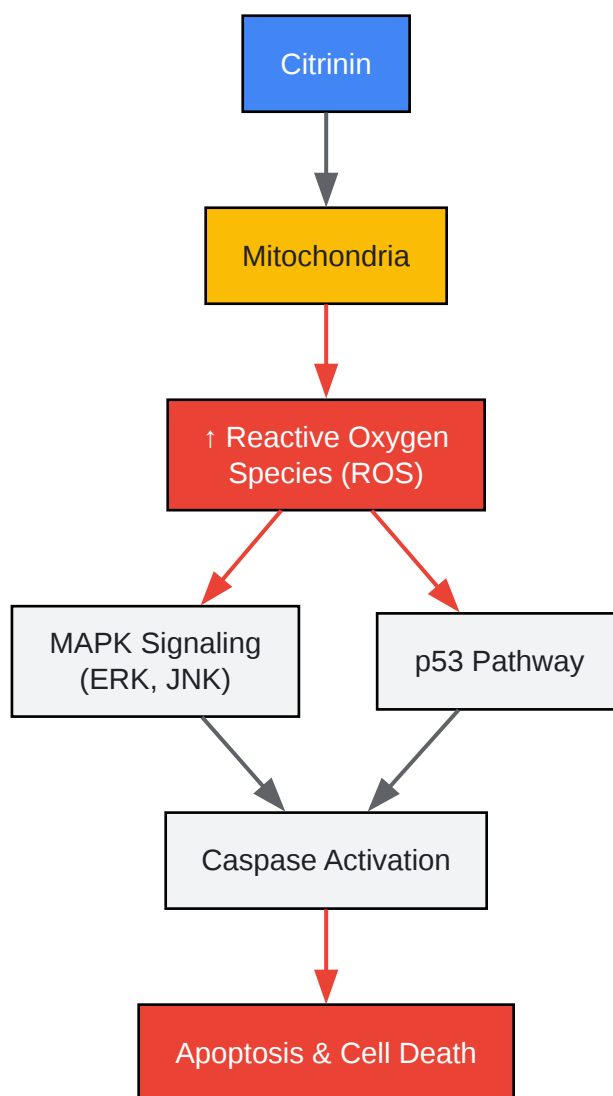 Citrinin
Mitochondria
↑ Reactive Oxygen
Species (ROS)
MAPK Signaling
(ERK, JNK)
p53 Pathway
Caspase Activation
Apoptosis & Cell Death